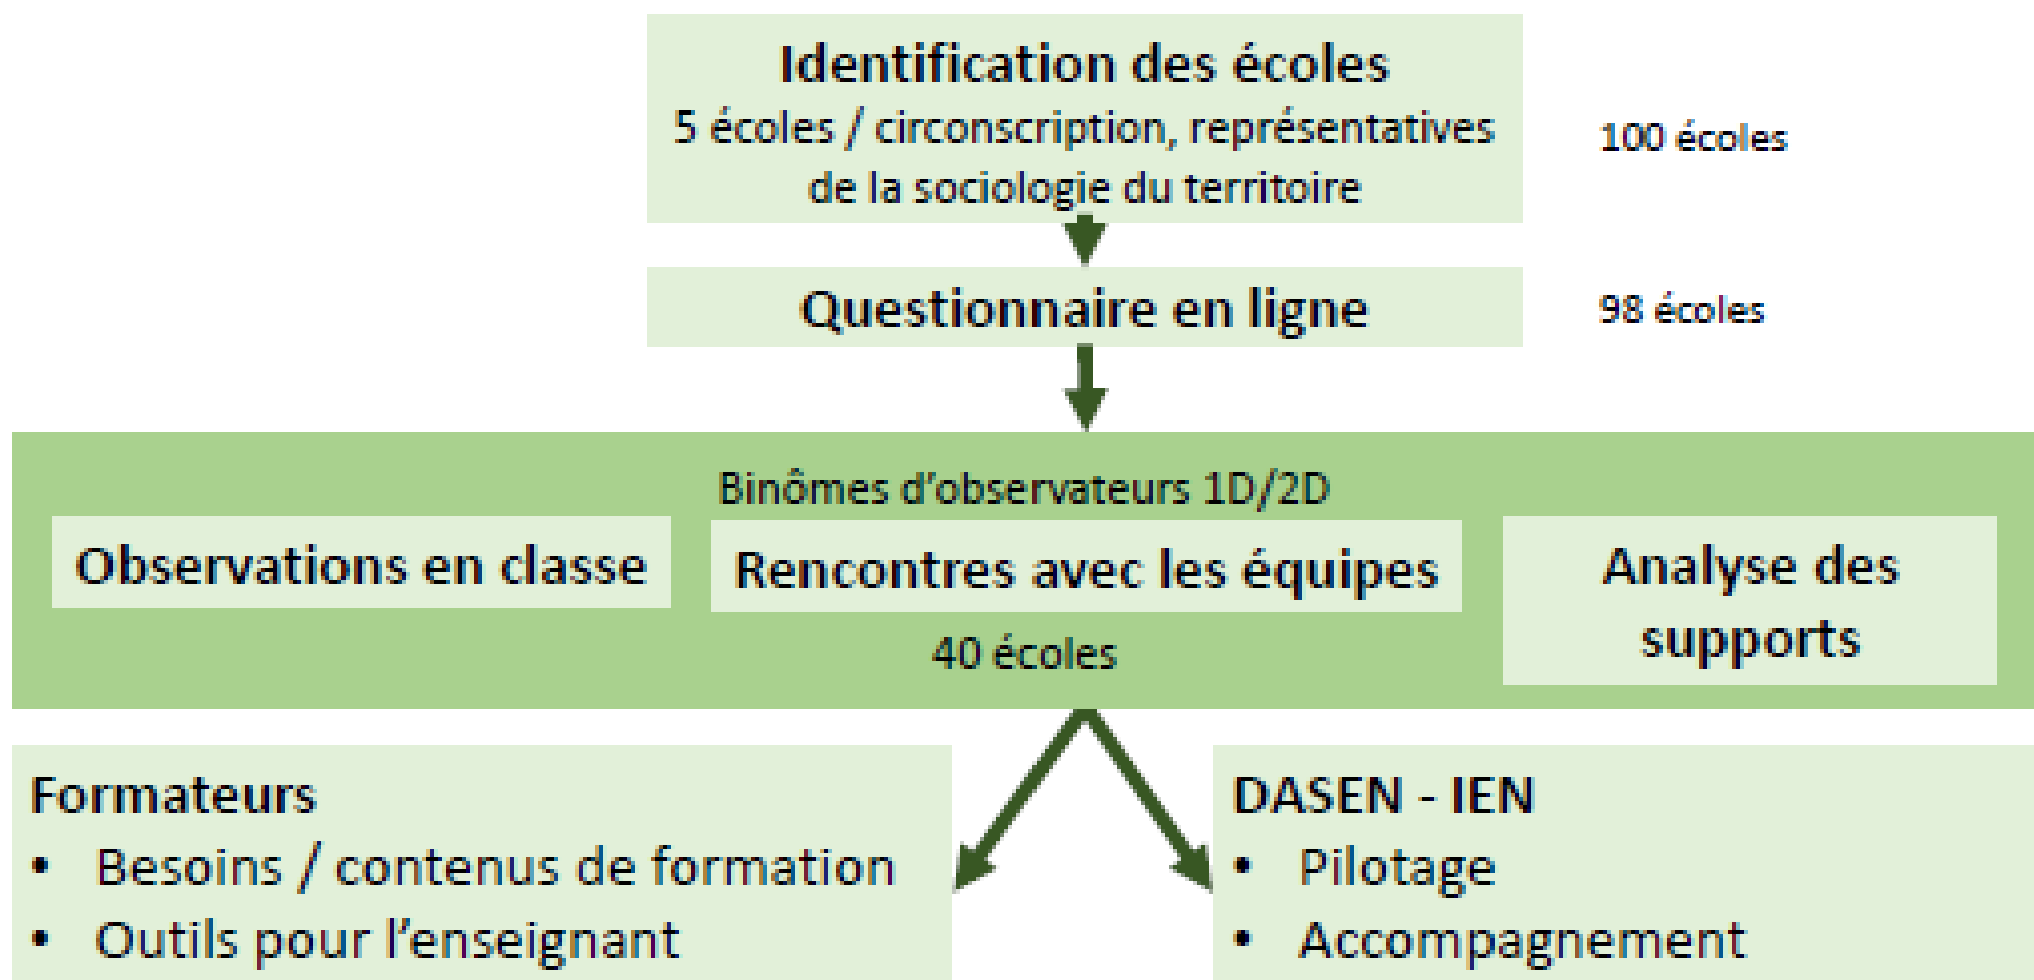 Identification des écoles
5 écoles / circonscription, représentatives
de la sociologie du territoire
100 écoles
Questionnaire en ligne
98 écoles
Binômes d'observateurs 1D/2D
Observations en classe
Rencontres avec les équipes
Analyse des
supports
40 écoles
Formateurs
• Besoins / contenus de formation
• Outils pour l'enseignant
DASEN - IEN
• Pilotage
• Accompagnement